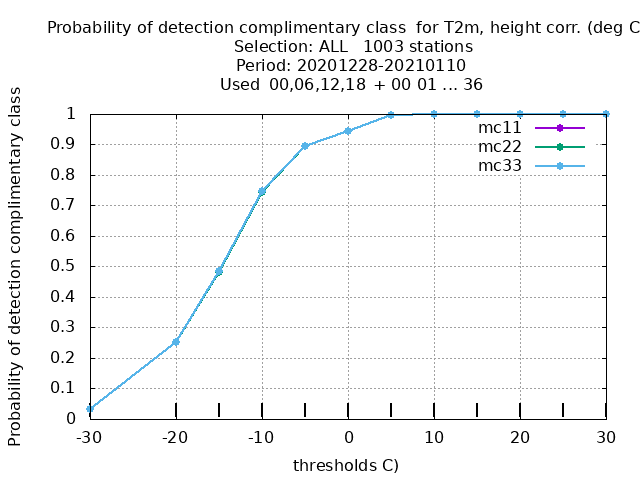 Probability of detection complimentary class  for T2m, height corr. (deg C
Selection: ALL   1003 stations
Period: 20201228-20210110
Used  00,06,12,18  + 00 01 ... 36
Probability of detection complimentary class
1
0.9
0.8
0.7
0.6
0.5
0.4
0.3
0.2
0.1
0
mc11
mc22
mc33
-30
-20
-10
0
10
20
30
thresholds C)